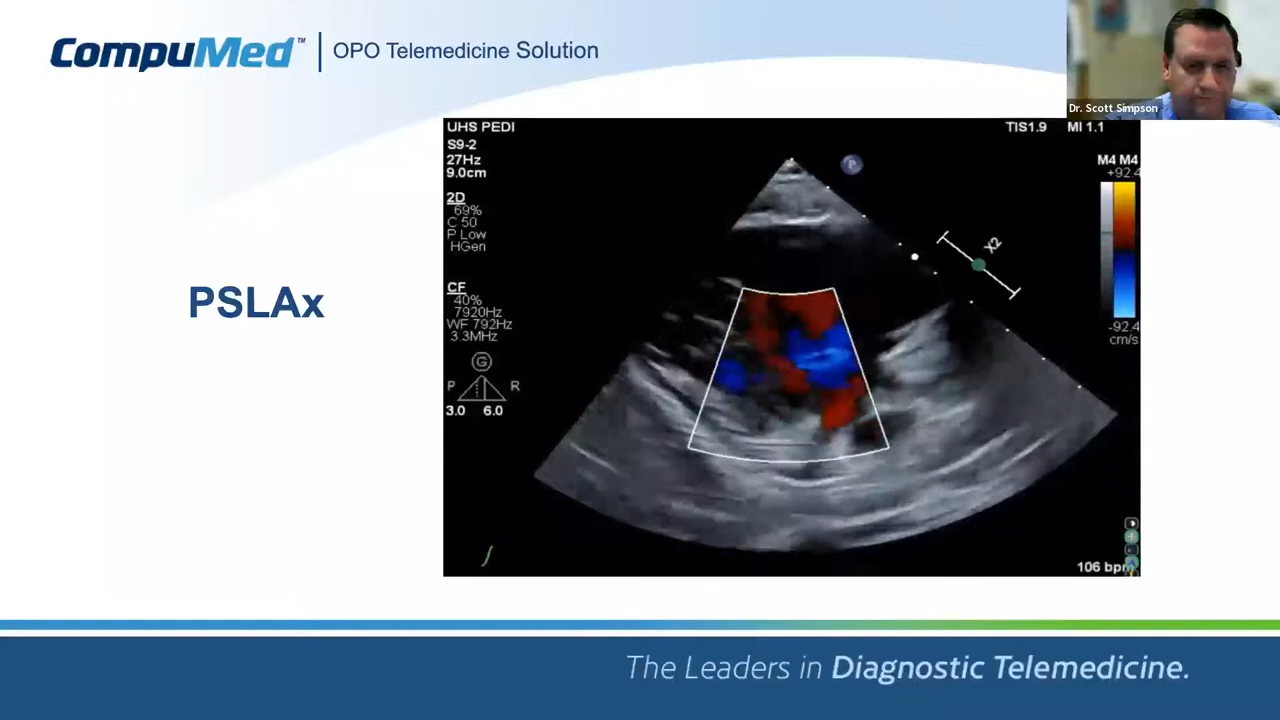 CompuMed™ OPO Telemedicine Solution
Dr. Scott Simpson
UHS PEDI
S9-2
27Hz
9.0cm
2D
69%
C 50
P Low
HGen
CF
40%
7920Hz
WF 792Hz
3.3MHz
G
P R
3.0 6.0
TIS1.9 MI 1.1
P
M4 M4
+92.4
X2
-92.4
cm/s
106 bpm
PSLAx
The Leaders in Diagnostic Telemedicine.